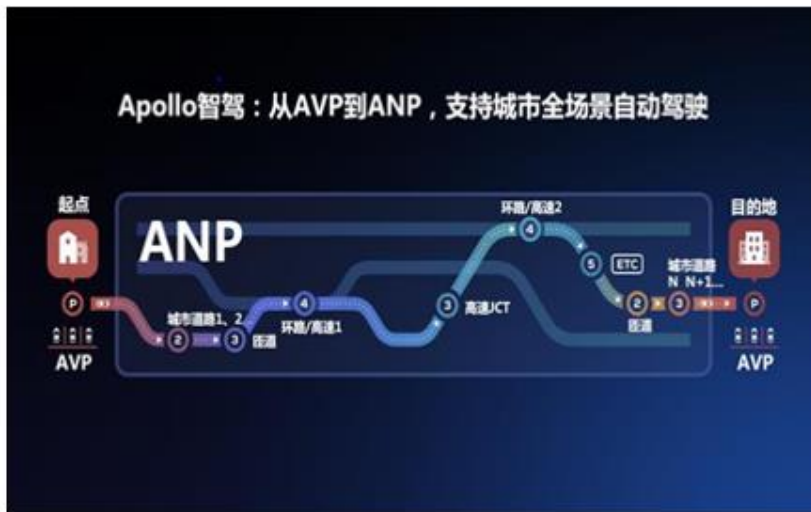 Apollo智驾：从AVP到ANP，支持城市全场景自动驾驶
起点
P
AVP
ANP
城市道路1、2
2
3
匝道
4
环路/高速1
3
高速JCT
环路/高速2
4
5
ETC
2
匝道
城市道路
N N+1...
3
目的地
P
AVP